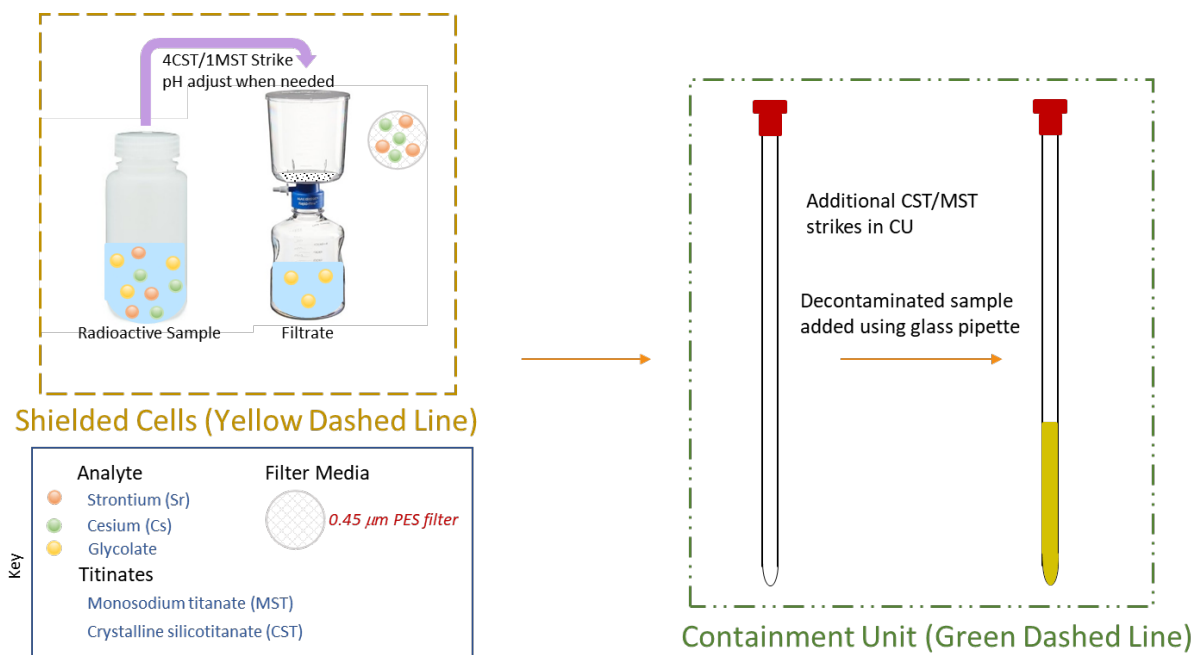 4CST/1MST Strike
pH adjust when needed
Radioactive Sample
Filtrate
Shielded Cells (Yellow Dashed Line)
Key
Analyte
Strontium (Sr)
Cesium (Cs)
Glycolate
Titinates
Monosodium titanate (MST)
Crystalline silicotitanate (CST)
Filter Media
0.45 μm PES filter
Additional CST/MST
strikes in CU
Decontaminated sample
added using glass pipette
Containment Unit (Green Dashed Line)